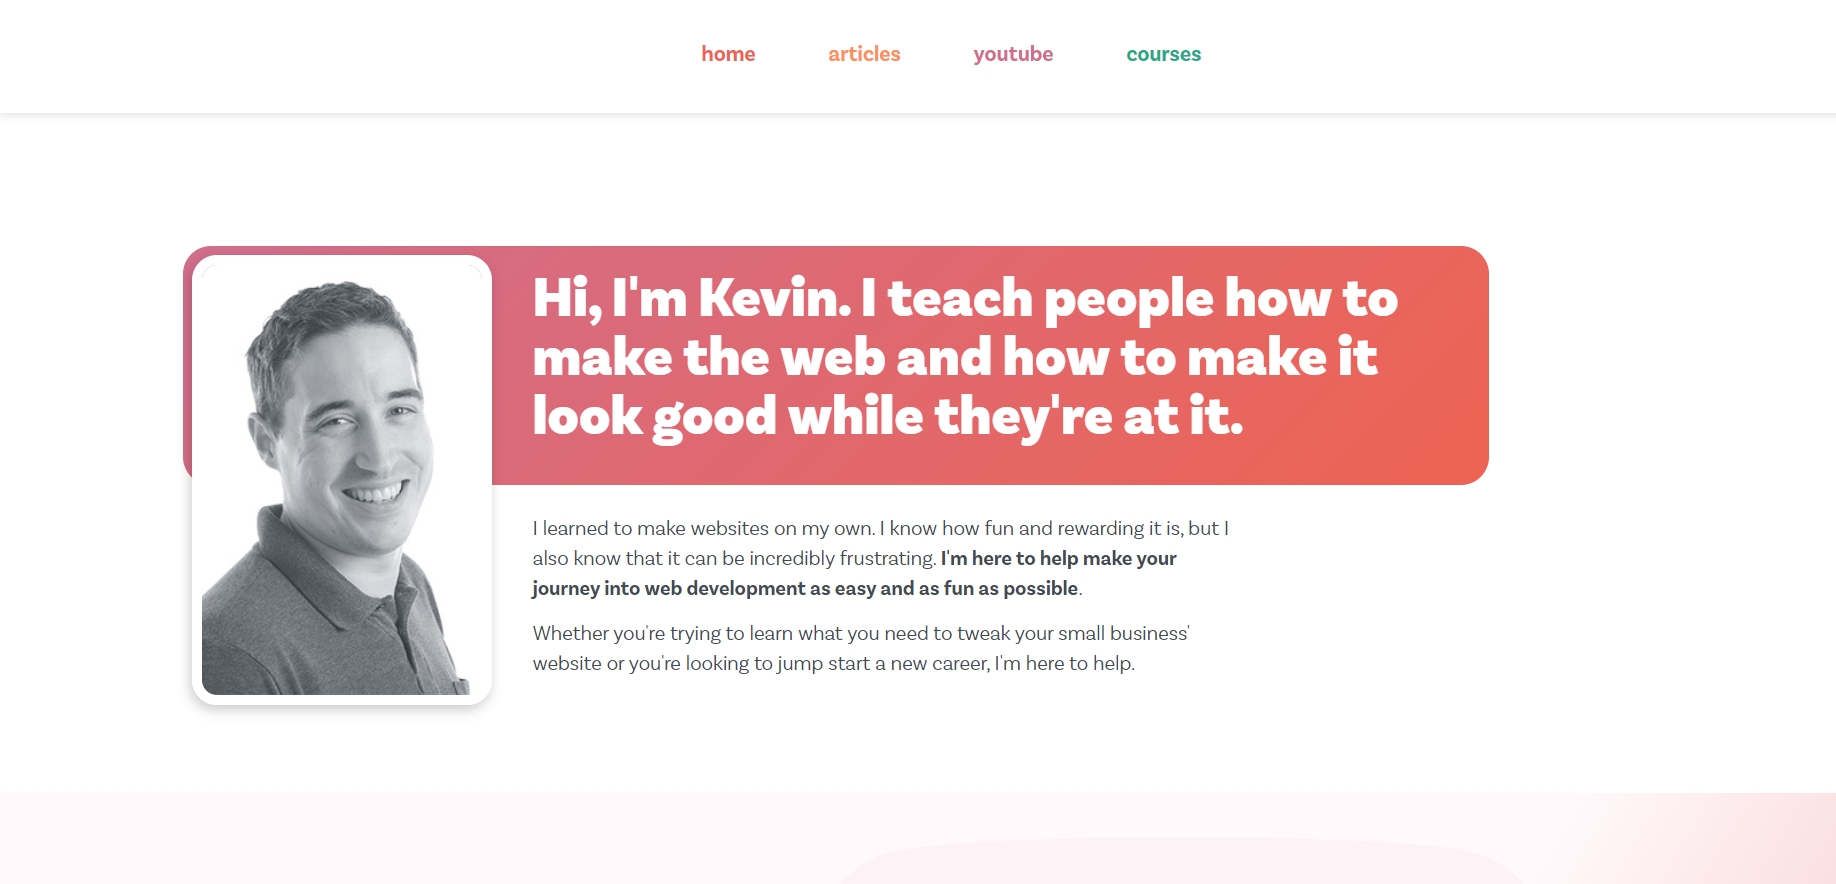 home articles youtube courses
Hi, I'm Kevin. I teach people how to
make the web and how to make it
look good while they're at it.
I learned to make websites on my own. I know how fun and rewarding it is, but I
also know that it can be incredibly frustrating. I'm here to help make your
journey into web development as easy and as fun as possible.
Whether you're trying to learn what you need to tweak your small business'
website or you're looking to jump start a new career, I'm here to help.